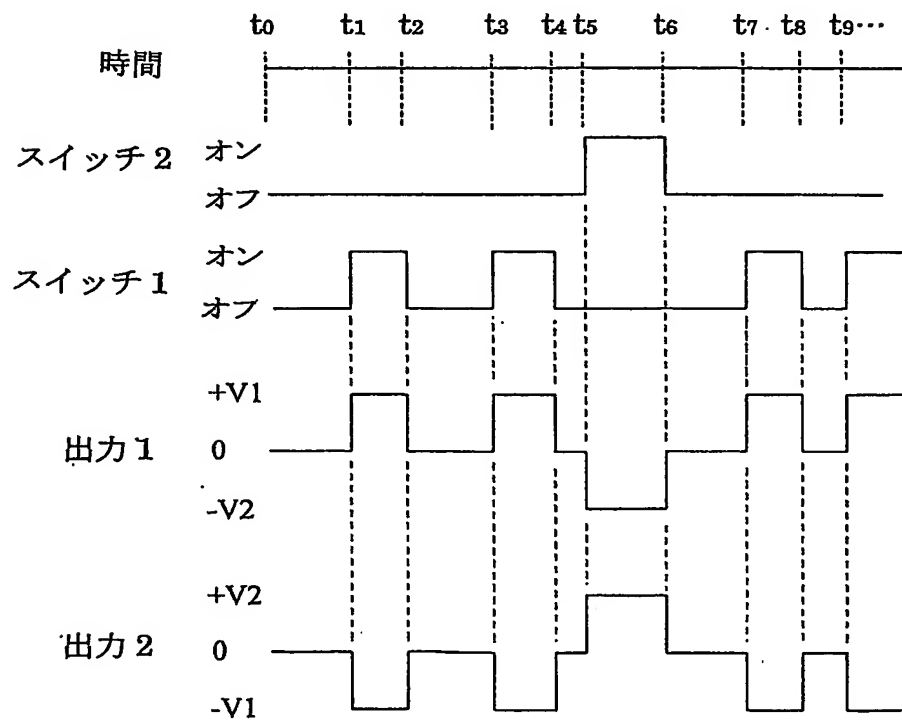 t0 t1 t2 t3 t4 t5 t6 t7 t8 t9…
時間
スイッチ2 オン
オフ
スイッチ1 オン
オフ
+V1
出力1 0
-V2
+V2
出力2 0
-V1